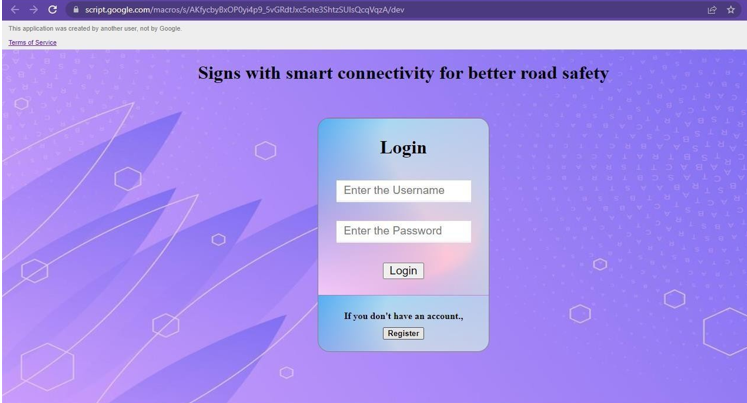 script.google.com/macros/s/AKfycbyBxOP0yi4p9_5vGRdtJxc5ote3ShtzSUIsQcqVqzA/dev
This application was created by another user, not by Google.
Terms of Service
Signs with smart connectivity for better road safety
Login
Enter the Username
Enter the Password
Login
If you don't have an account.,
Register